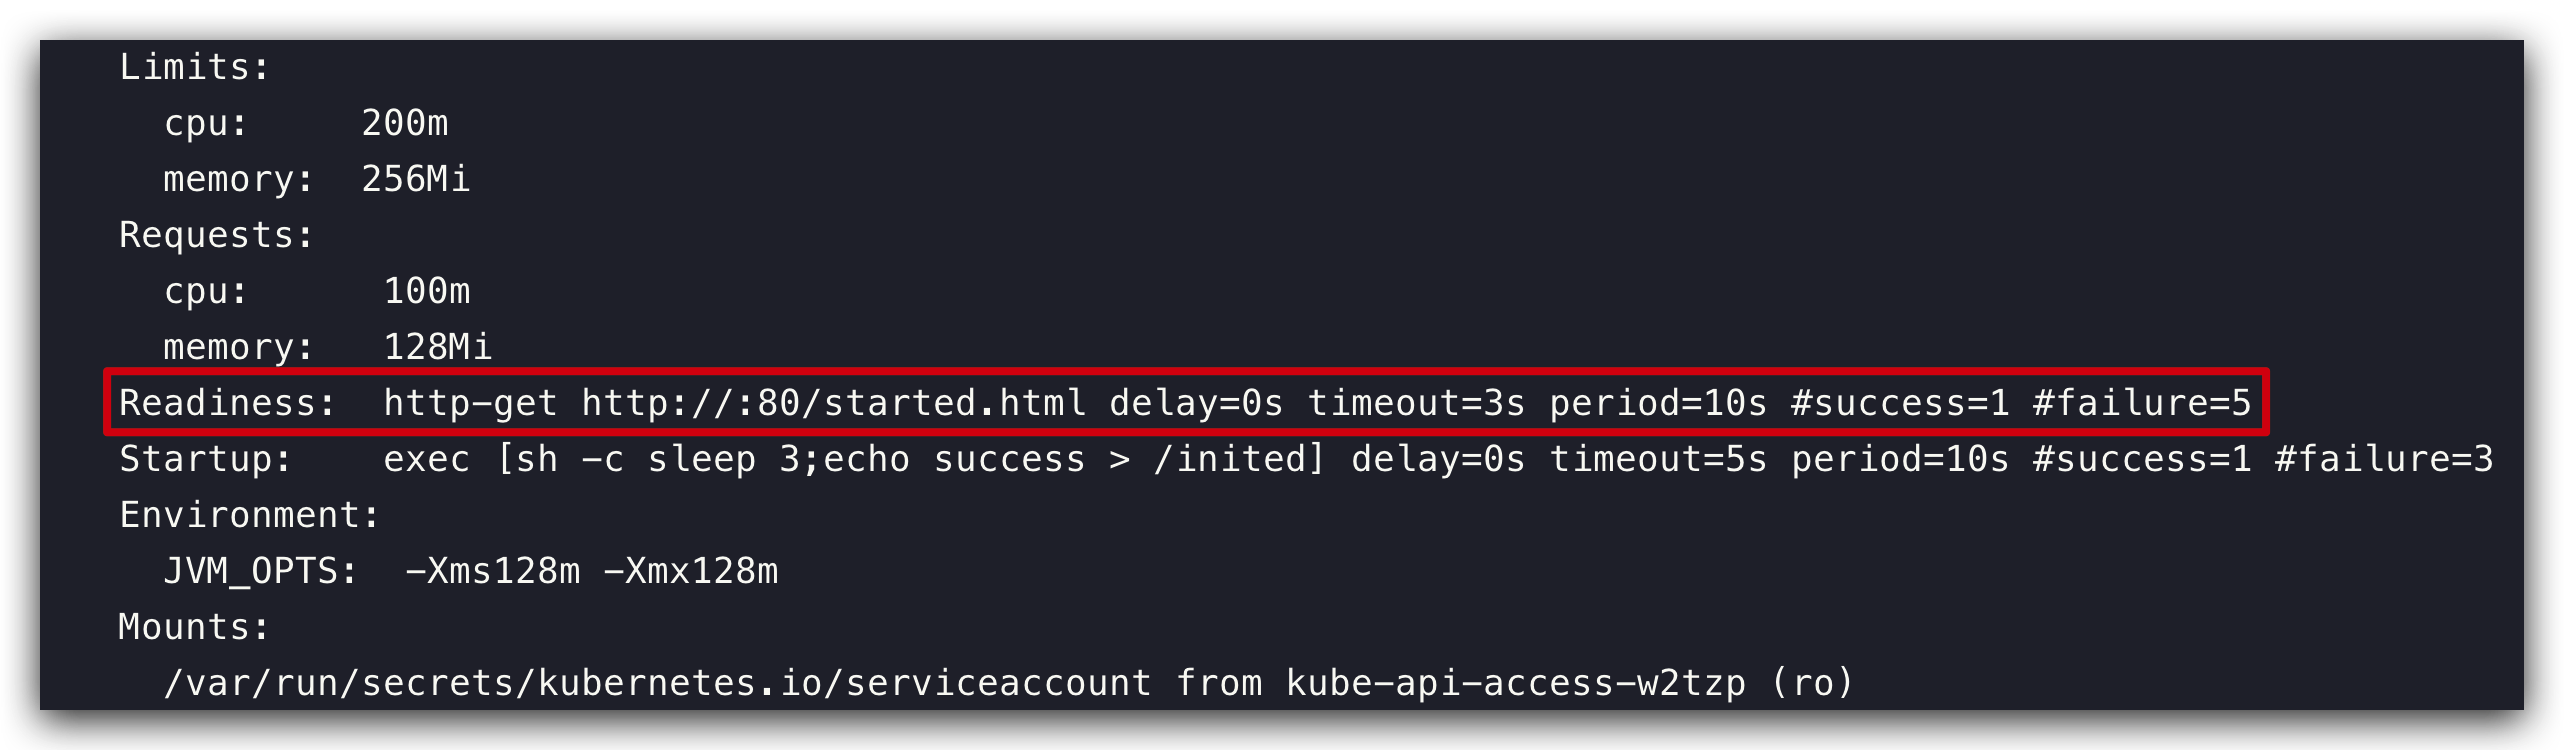 Limits:
cpu: 200m
memory: 256Mi
Requests:
cpu: 100m
memory: 128Mi
Readiness: http-get http://:80/started.html delay=0s timeout=3s period=10s #success=1 #failure=5
Startup: exec [sh -c sleep 3;echo success > /inited] delay=0s timeout=5s period=10s #success=1 #failure=3
Environment:
JVM_OPTS: -Xms128m -Xmx128m
Mounts:
/var/run/secrets/kubernetes.io/serviceaccount from kube-api-access-w2tzp (ro)